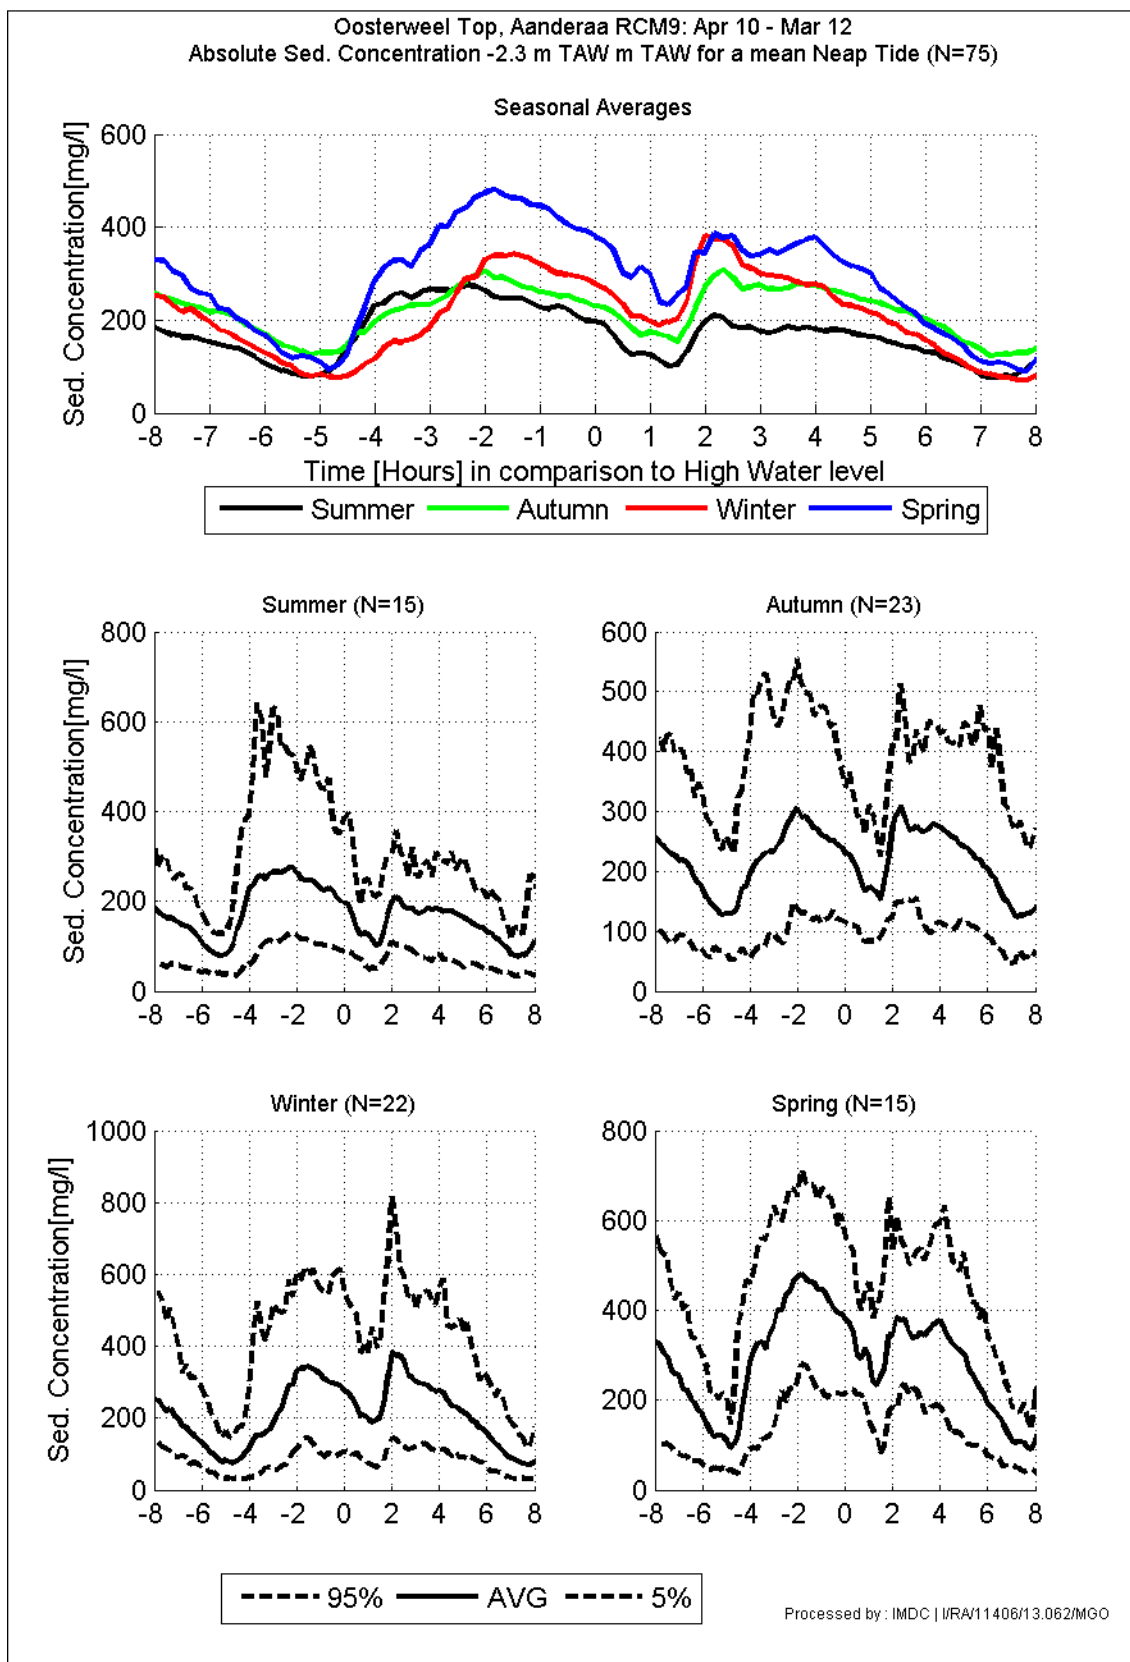 Oosterweel Top, Aanderaa RCM9: Apr 10 - Mar 12
Absolute Sed. Concentration -2.3 m TAW m TAW for a mean Neap Tide (N=75)
Seasonal Averages
Sed. Concentration[mg/l]
600
400
200
0
-8 -7 -6 -5 -4 -3 -2 -1 0 1 2 3 4 5 6 7 8
Time [Hours] in comparison to High Water level
Summer Autumn Winter Spring
Summer (N=15)
Sed. Concentration[mg/l]
800
600
400
200
0
-8 -6 -4 -2 0 2 4 6 8
Autumn (N=23)
600
500
400
300
200
100
0
-8 -6 -4 -2 0 2 4 6 8
Winter (N=22)
Sed. Concentration[mg/l]
1000
800
600
400
200
0
-8 -6 -4 -2 0 2 4 6 8
Spring (N=15)
800
600
400
200
0
-8 -6 -4 -2 0 2 4 6 8
95% AVG 5%
Processed by : IMDC | I/RA/11406/13.062/MGO